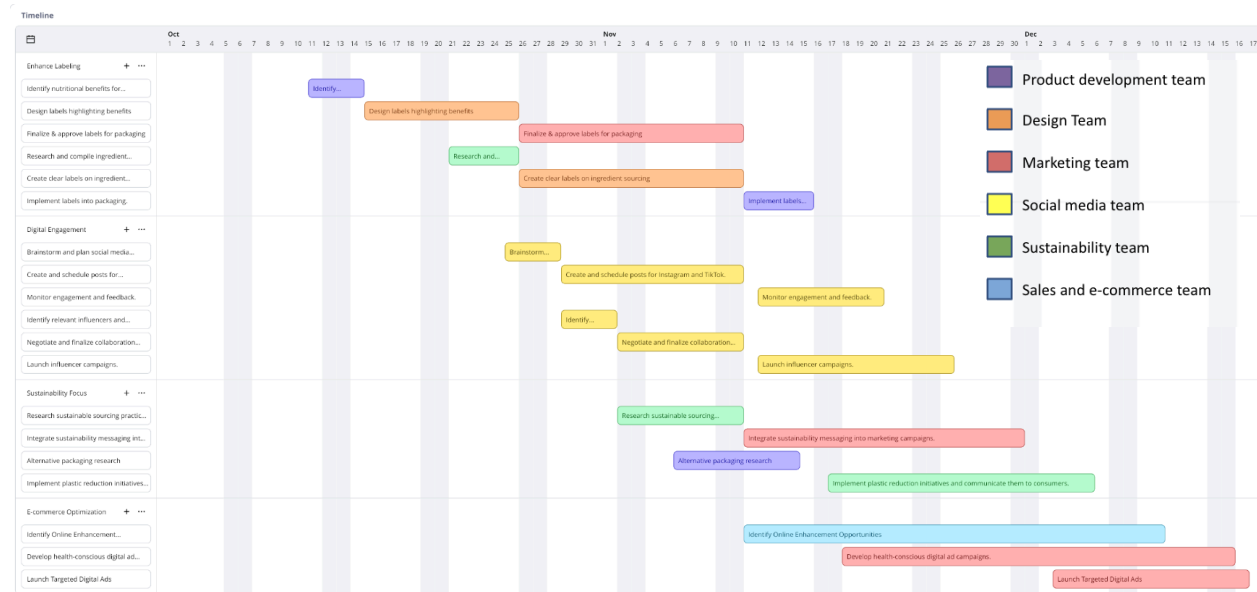 Timeline
Oct Nov Dec
1 2 3 4 5 6 7 8 9 10 11 12 13 14 15 16 17 18 19 20 21 22 23 24 25 26 27 28 29 30 31 1 2 3 4 5 6 7 8 9 10 11 12 13 14 15 16 17 18 19 20 21 22 23 24 25 26 27 28 29 30 1 2 3 4 5 6 7 8 9 10 11 12 13 14 15 16 17
Enhance Labeling + ...
Identify nutritional benefits for... Identify...
Design labels highlighting benefits Design labels highlighting benefits
Finalize & approve labels for packaging Finalize & approve labels for packaging
Research and compile ingredient... Research and...
Create clear labels on ingredient... Create clear labels on ingredient sourcing
Implement labels into packaging. Implement labels...
Product development team
Design Team
Marketing team
Social media team
Sustainability team
Sales and e-commerce team
Digital Engagement + ...
Brainstorm and plan social media... Brainstorm...
Create and schedule posts for... Create and schedule posts for Instagram and TikTok.
Monitor engagement and feedback. Monitor engagement and feedback.
Identify relevant influencers and... Identify...
Negotiate and finalize collaboration... Negotiate and finalize collaboration...
Launch influencer campaigns. Launch influencer campaigns.
Sustainability Focus + ...
Research sustainable sourcing practic... Research sustainable sourcing...
Integrate sustainability messaging int... Integrate sustainability messaging into marketing campaigns.
Alternative packaging research Alternative packaging research
Implement plastic reduction initiatives... Implement plastic reduction initiatives and communicate them to consumers.
E-commerce Optimization + ...
Identify Online Enhancement... Identify Online Enhancement Opportunities
Develop health-conscious digital ad... Develop health-conscious digital ad campaigns.
Launch Targeted Digital Ads Launch Targeted Digital Ads